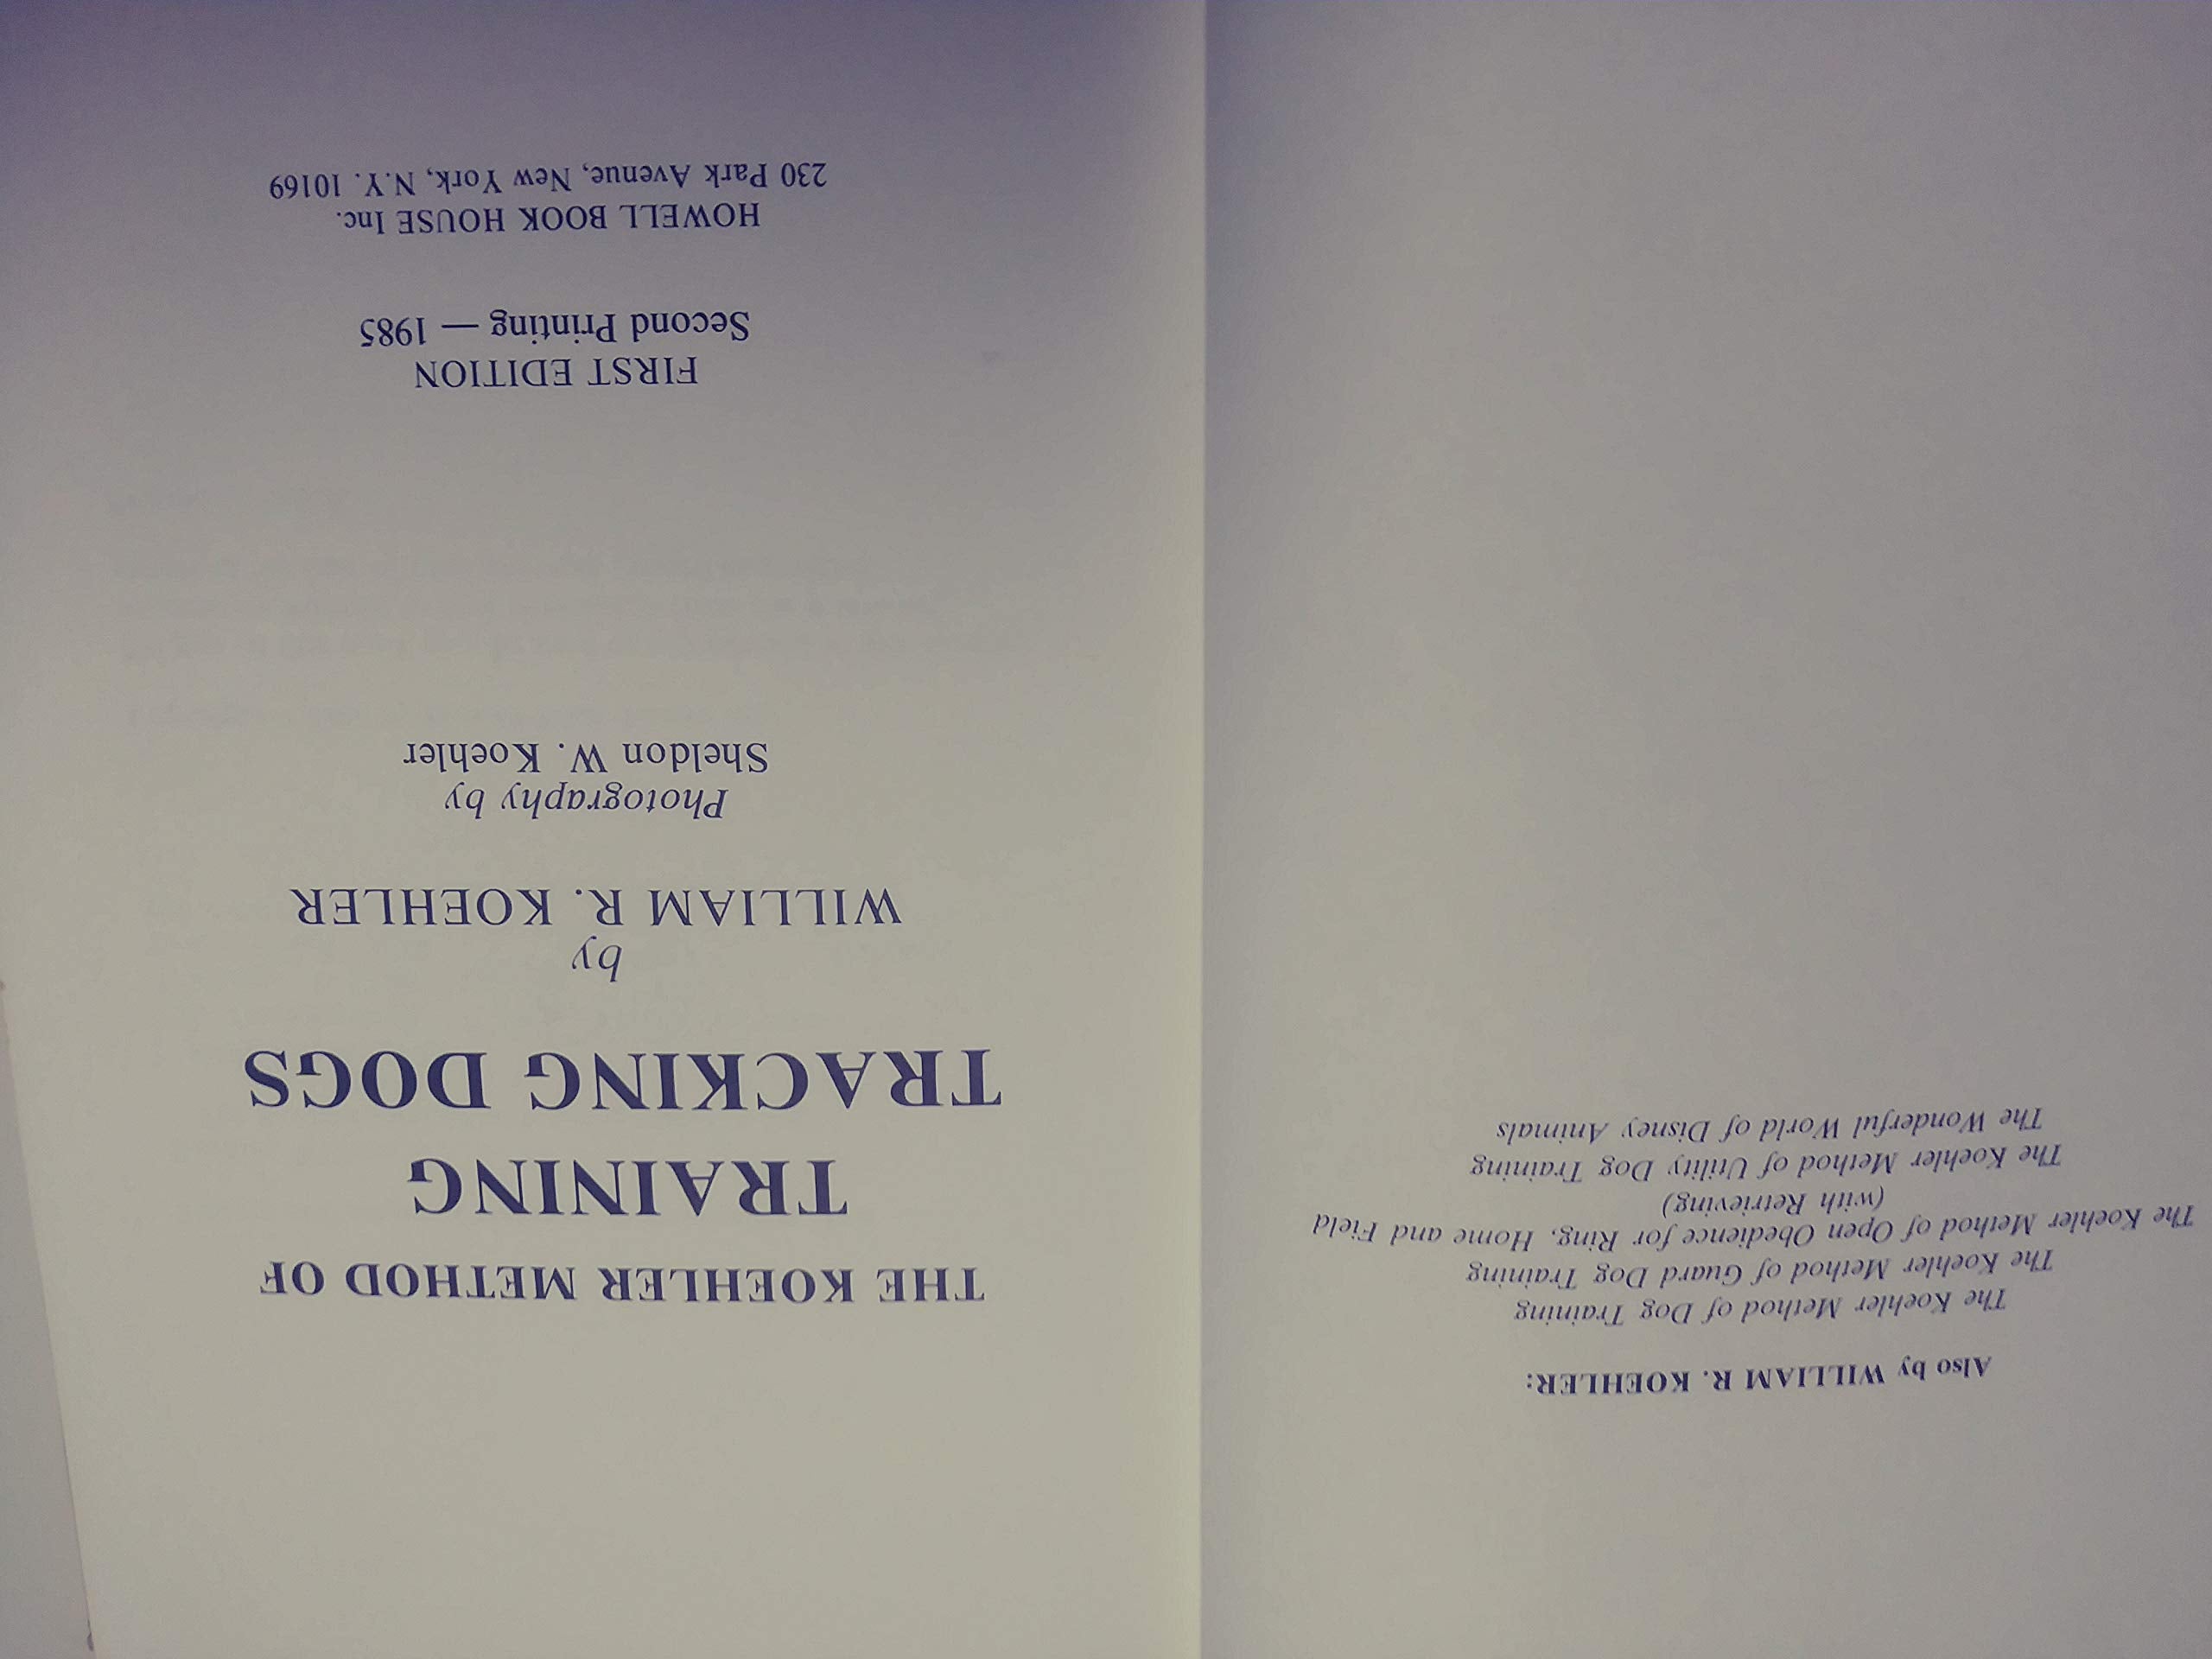 Also by WILLIAM R. KOEHLER:
The Koehler Method of Dog Training
The Koehler Method of Guard Dog Training
The Koehler Method of Open Obedience for Ring, Home and Field
(with Retrieving)
The Koehler Method of Utility Dog Training
The Wonderful World of Disney Animals
THE KOEHLER METHOD OF
TRAINING
TRACKING DOGS
by
WILLIAM R. KOEHLER
Photography by
Sheldon W. Koehler
FIRST EDITION
Second Printing — 1985
HOWELL BOOK HOUSE Inc.
230 Park Avenue, New York, N.Y. 10169